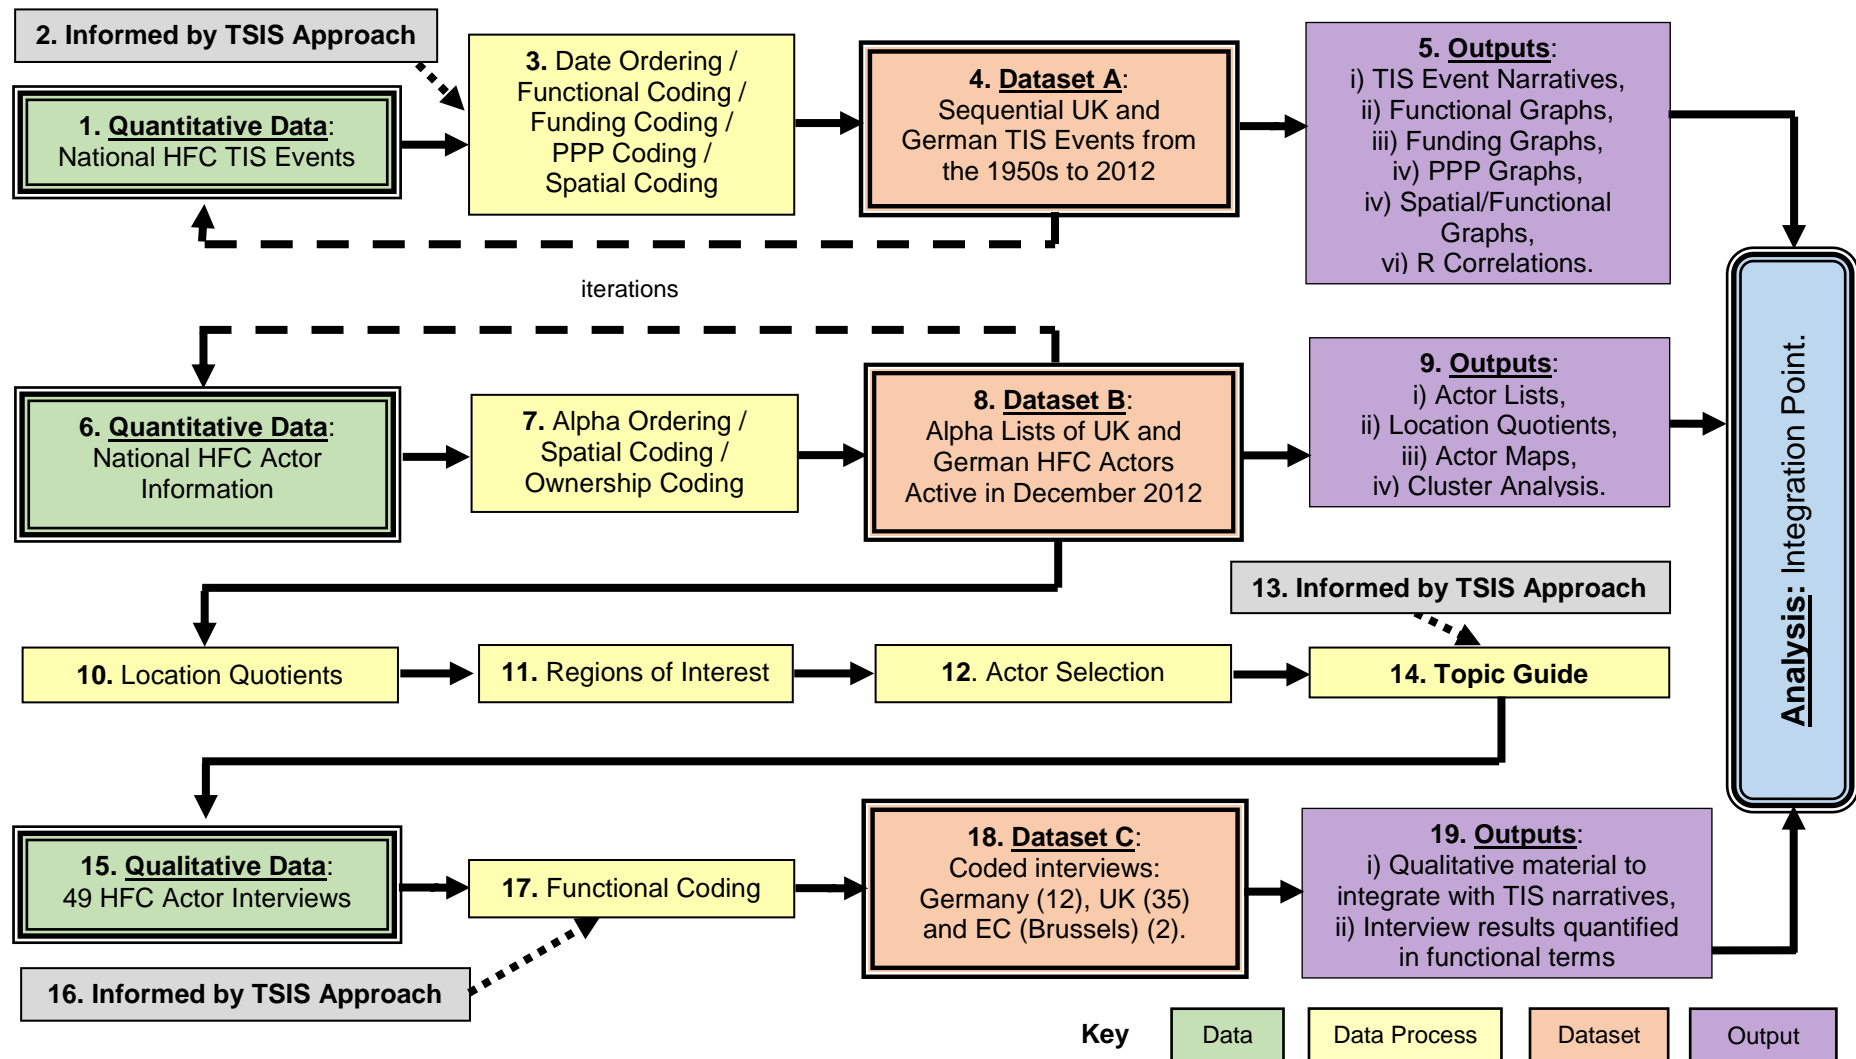 2. Informed by TSIS Approach
1. Quantitative Data:
National HFC TIS Events
3. Date Ordering /
Functional Coding /
Funding Coding /
PPP Coding /
Spatial Coding
4. Dataset A:
Sequential UK and
German TIS Events from
the 1950s to 2012
5. Outputs:
i) TIS Event Narratives,
ii) Functional Graphs,
iii) Funding Graphs,
iv) PPP Graphs,
iv) Spatial/Functional
Graphs,
vi) R Correlations.
iterations
6. Quantitative Data:
National HFC Actor
Information
7. Alpha Ordering /
Spatial Coding /
Ownership Coding
8. Dataset B:
Alpha Lists of UK and
German HFC Actors
Active in December 2012
9. Outputs:
i) Actor Lists,
ii) Location Quotients,
iii) Actor Maps,
iv) Cluster Analysis.
Analysis: Integration Point.
13. Informed by TSIS Approach
10. Location Quotients
11. Regions of Interest
12. Actor Selection
14. Topic Guide
15. Qualitative Data:
49 HFC Actor Interviews
17. Functional Coding
18. Dataset C:
Coded interviews:
Germany (12), UK (35)
and EC (Brussels) (2).
19. Outputs:
i) Qualitative material to
integrate with TIS narratives,
ii) Interview results quantified
in functional terms
16. Informed by TSIS Approach
Key
Data
Data Process
Dataset
Output